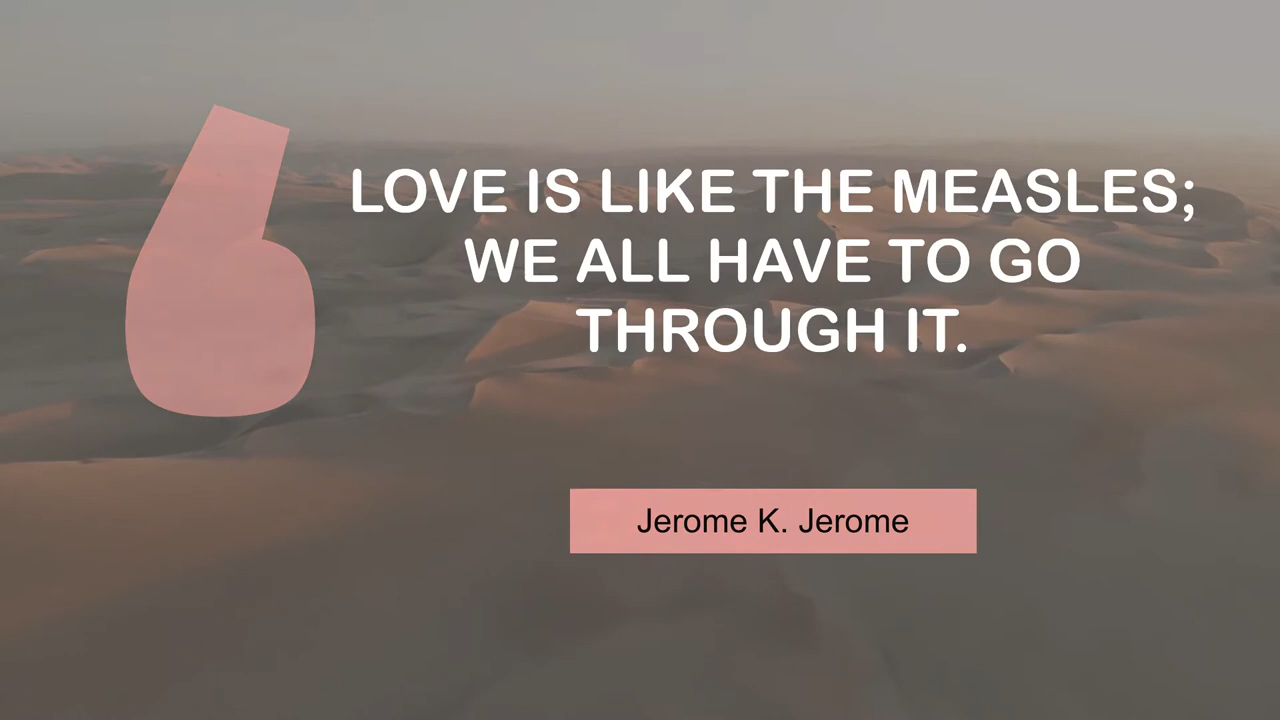 LOVE IS LIKE THE MEASLES;
WE ALL HAVE TO GO
THROUGH IT.
Jerome K. Jerome